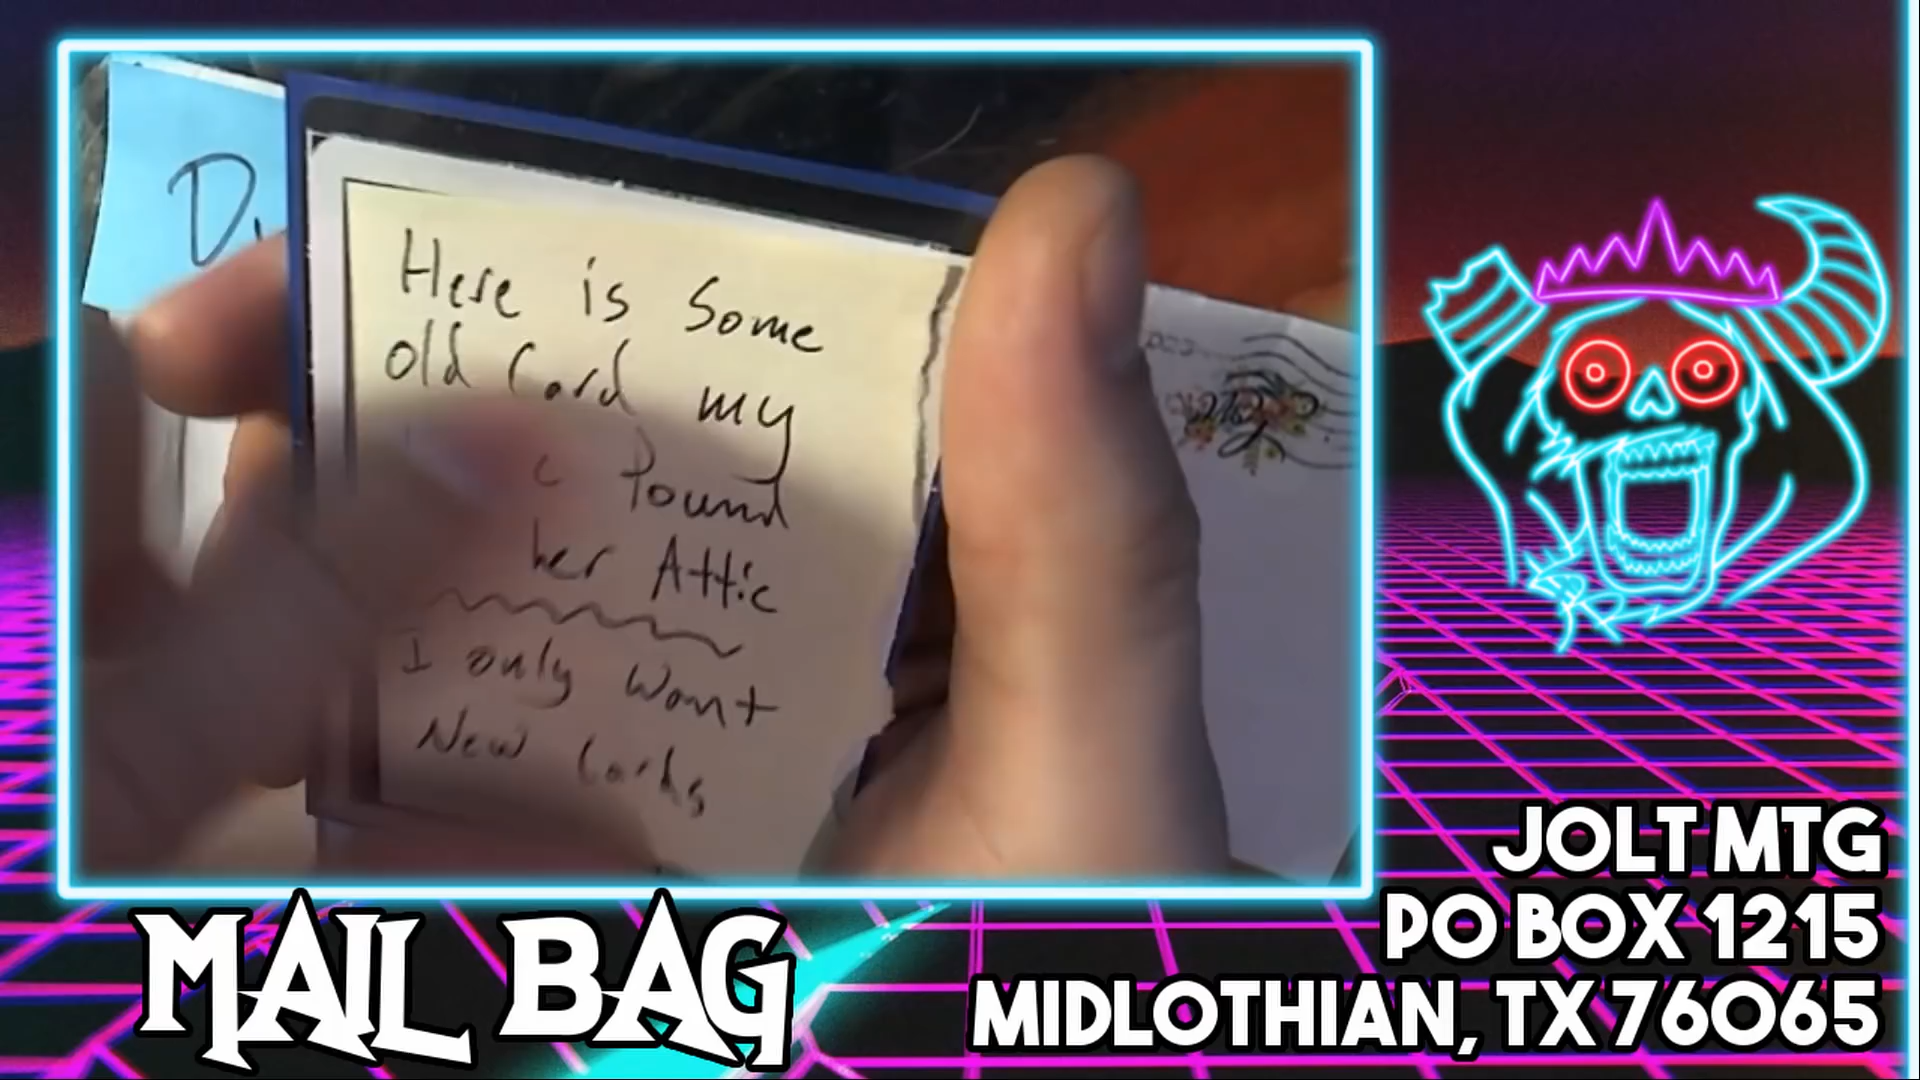 Here is Some
old Card my
Pound
her Attic
I only Want
New Cards
MAIL BAG
JOLT MTG
PO BOX 1215
MIDLOTHIAN, TX 76065